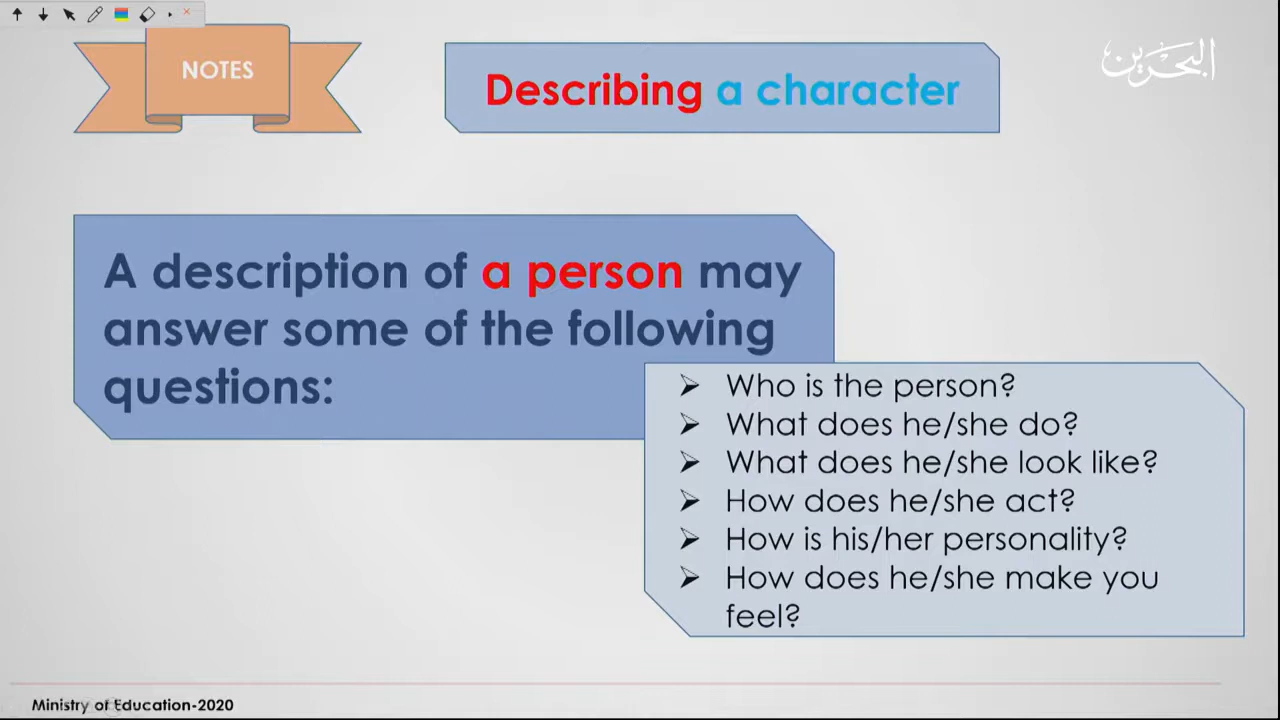 NOTES
Describing a character
البحرين
A description of a person may
answer some of the following
questions:
➢ Who is the person?
➢ What does he/she do?
➢ What does he/she look like?
➢ How does he/she act?
➢ How is his/her personality?
➢ How does he/she make you
feel?
Ministry of Education-2020